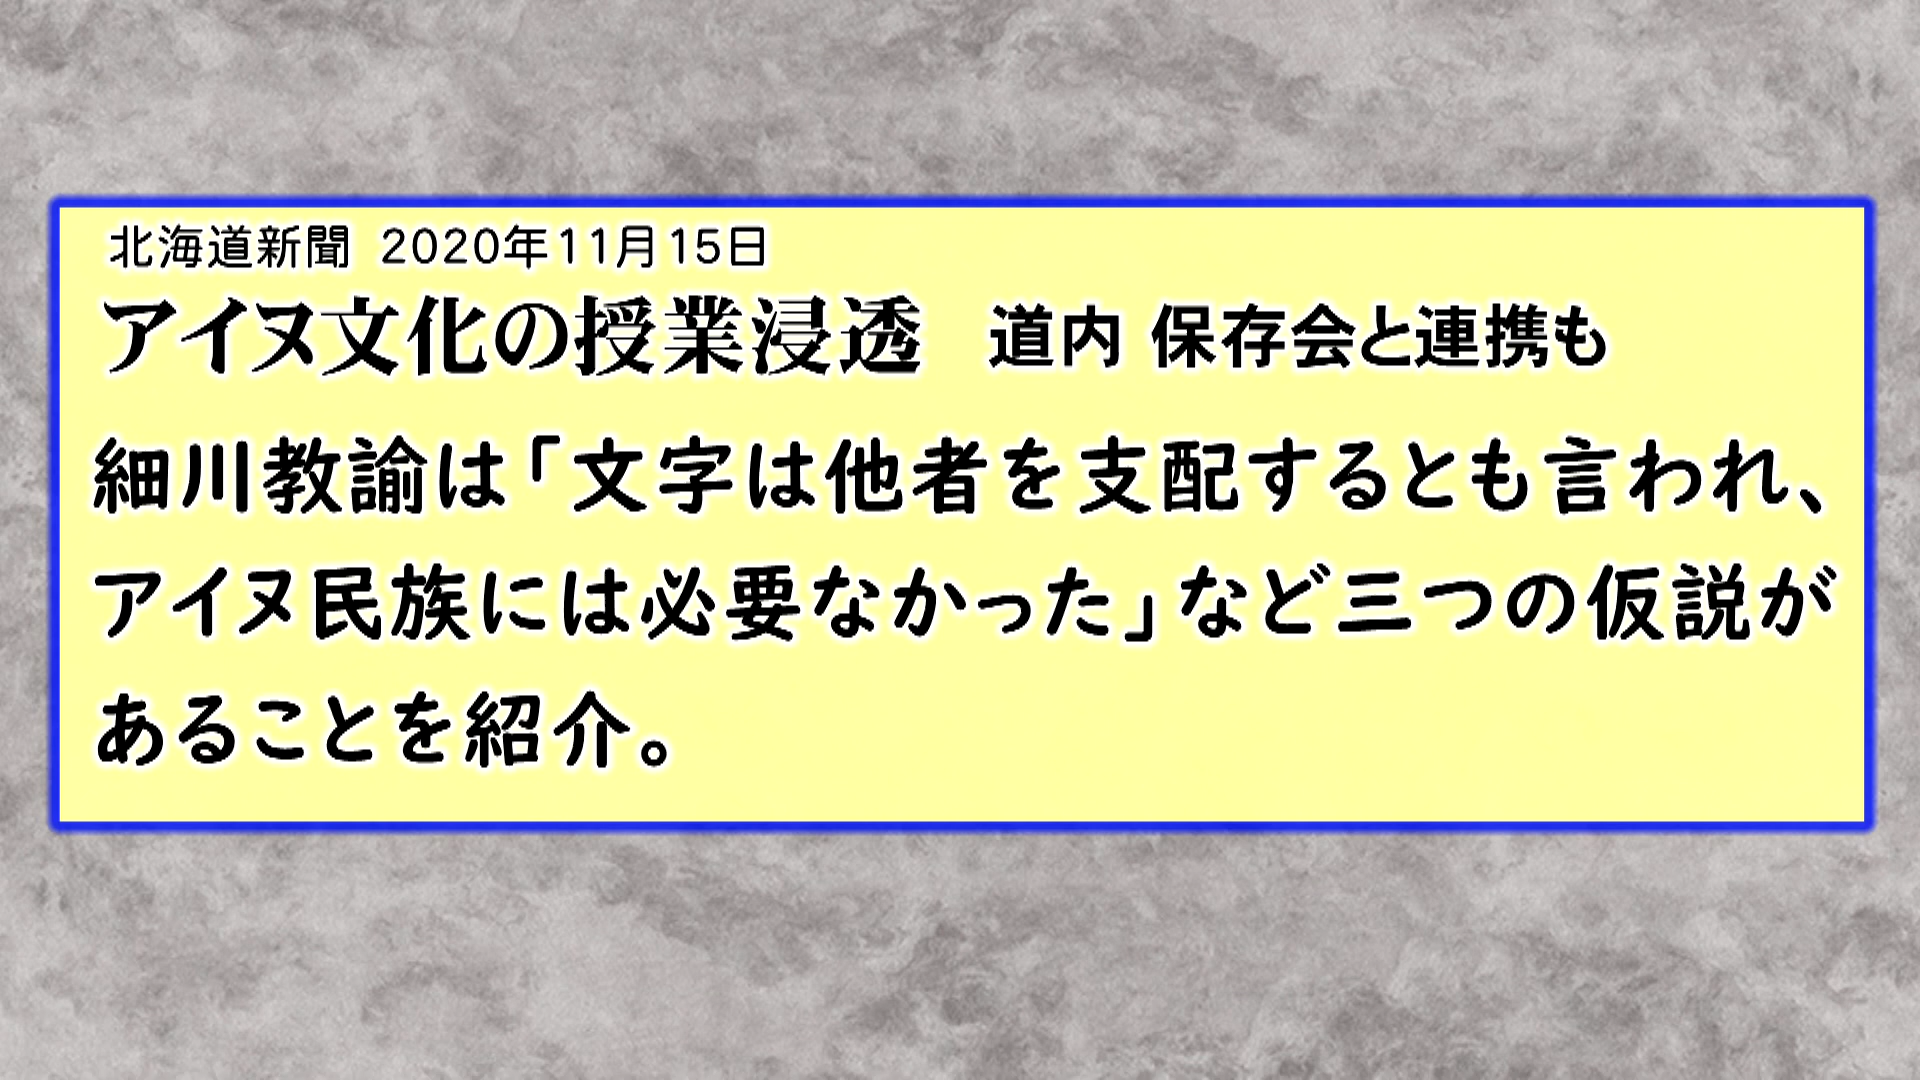 北海道新聞 2020年11月15日
アイヌ文化の授業浸透　道内 保存会と連携も
細川教諭は「文字は他者を支配するとも言われ、
アイヌ民族には必要なかった」など三つの仮説が
あることを紹介。